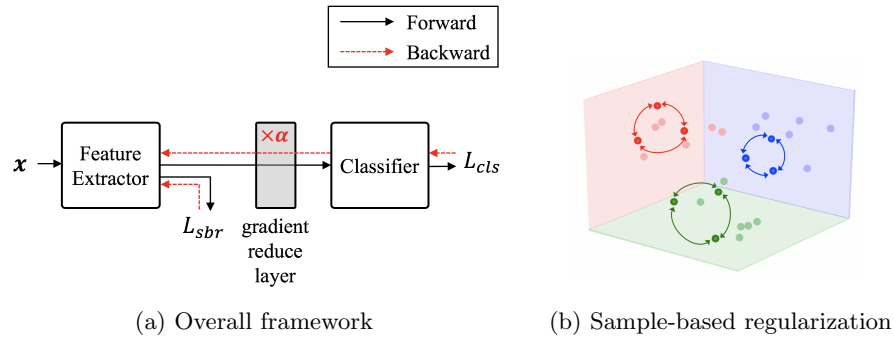 Forward
Backward
×α
x
Feature
Extractor
Classifier
L_cls
L_sbr
gradient
reduce
layer
(a) Overall framework
(b) Sample-based regularization